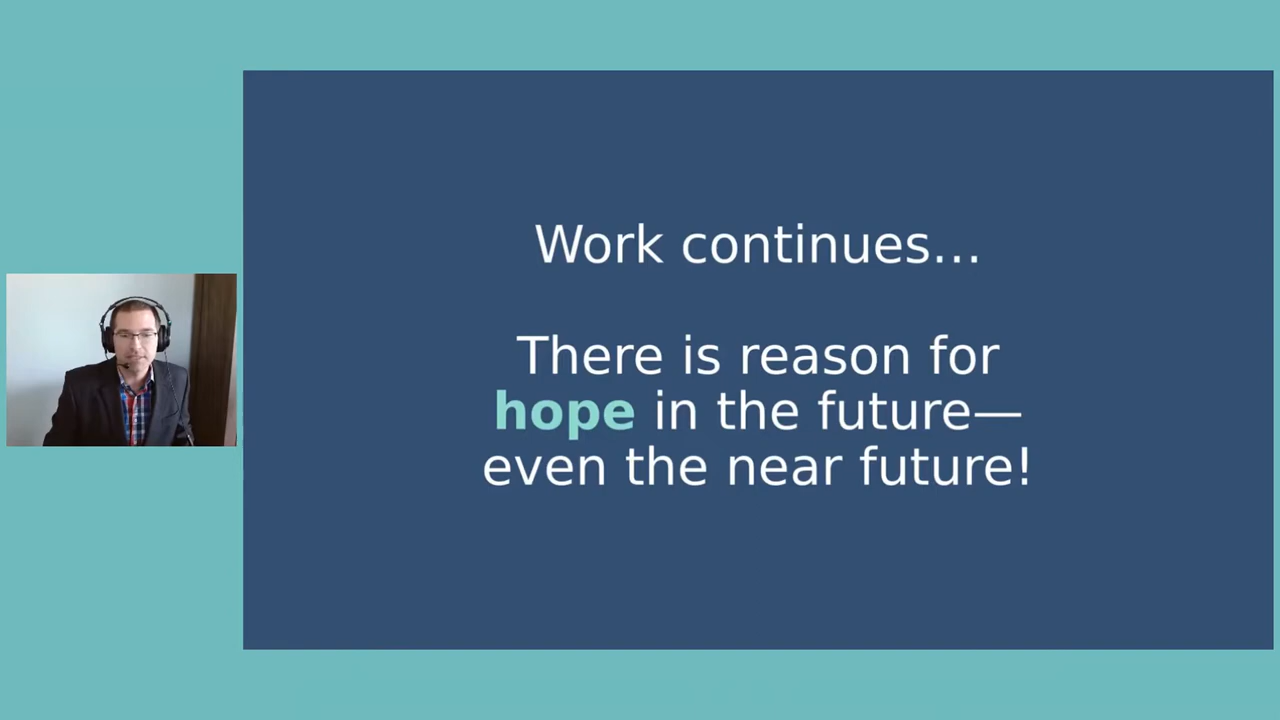 Work continues…
There is reason for
hope in the future—
even the near future!